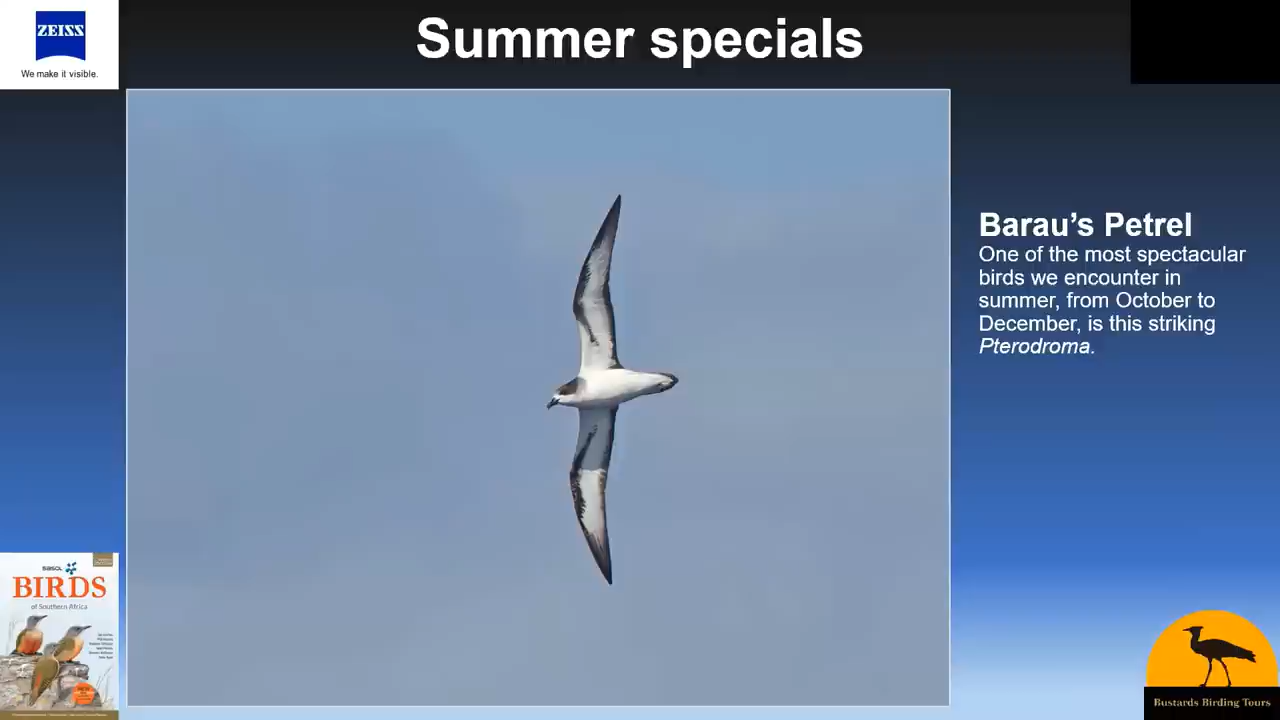 ZEISS
We make it visible.
Summer specials
Barau’s Petrel
One of the most spectacular
birds we encounter in
summer, from October to
December, is this striking
Pterodroma.
sasol
BIRDS
of Southern Africa
Bustards Birding Tours